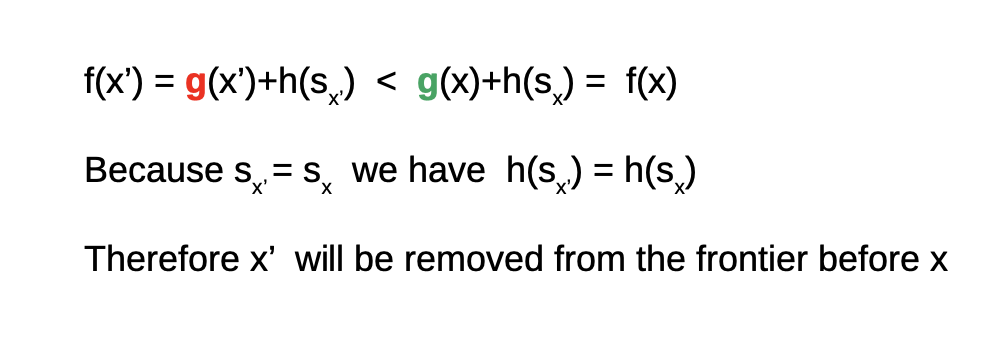 f(x’) = g(x’)+h(sₓ’) < g(x)+h(sₓ) = f(x)
Because sₓ’ = sₓ we have h(sₓ’) = h(sₓ)
Therefore x’ will be removed from the frontier before x